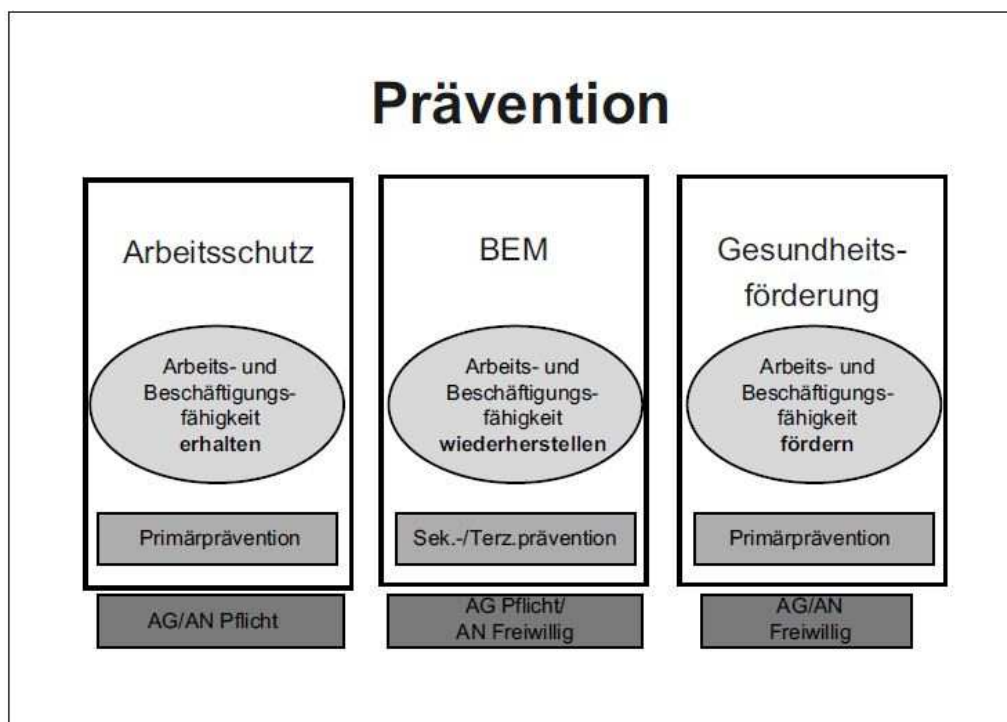 Prävention
Arbeitsschutz
Arbeits- und
Beschäftigungs-
fähigkeit
erhalten
Primärprävention
AG/AN Pflicht
BEM
Arbeits- und
Beschäftigungs-
fähigkeit
wiederherstellen
Sek.-/Terz.prävention
AG Pflicht/
AN Freiwillig
Gesundheits-
förderung
Arbeits- und
Beschäftigungs-
fähigkeit
fördern
Primärprävention
AG/AN
Freiwillig